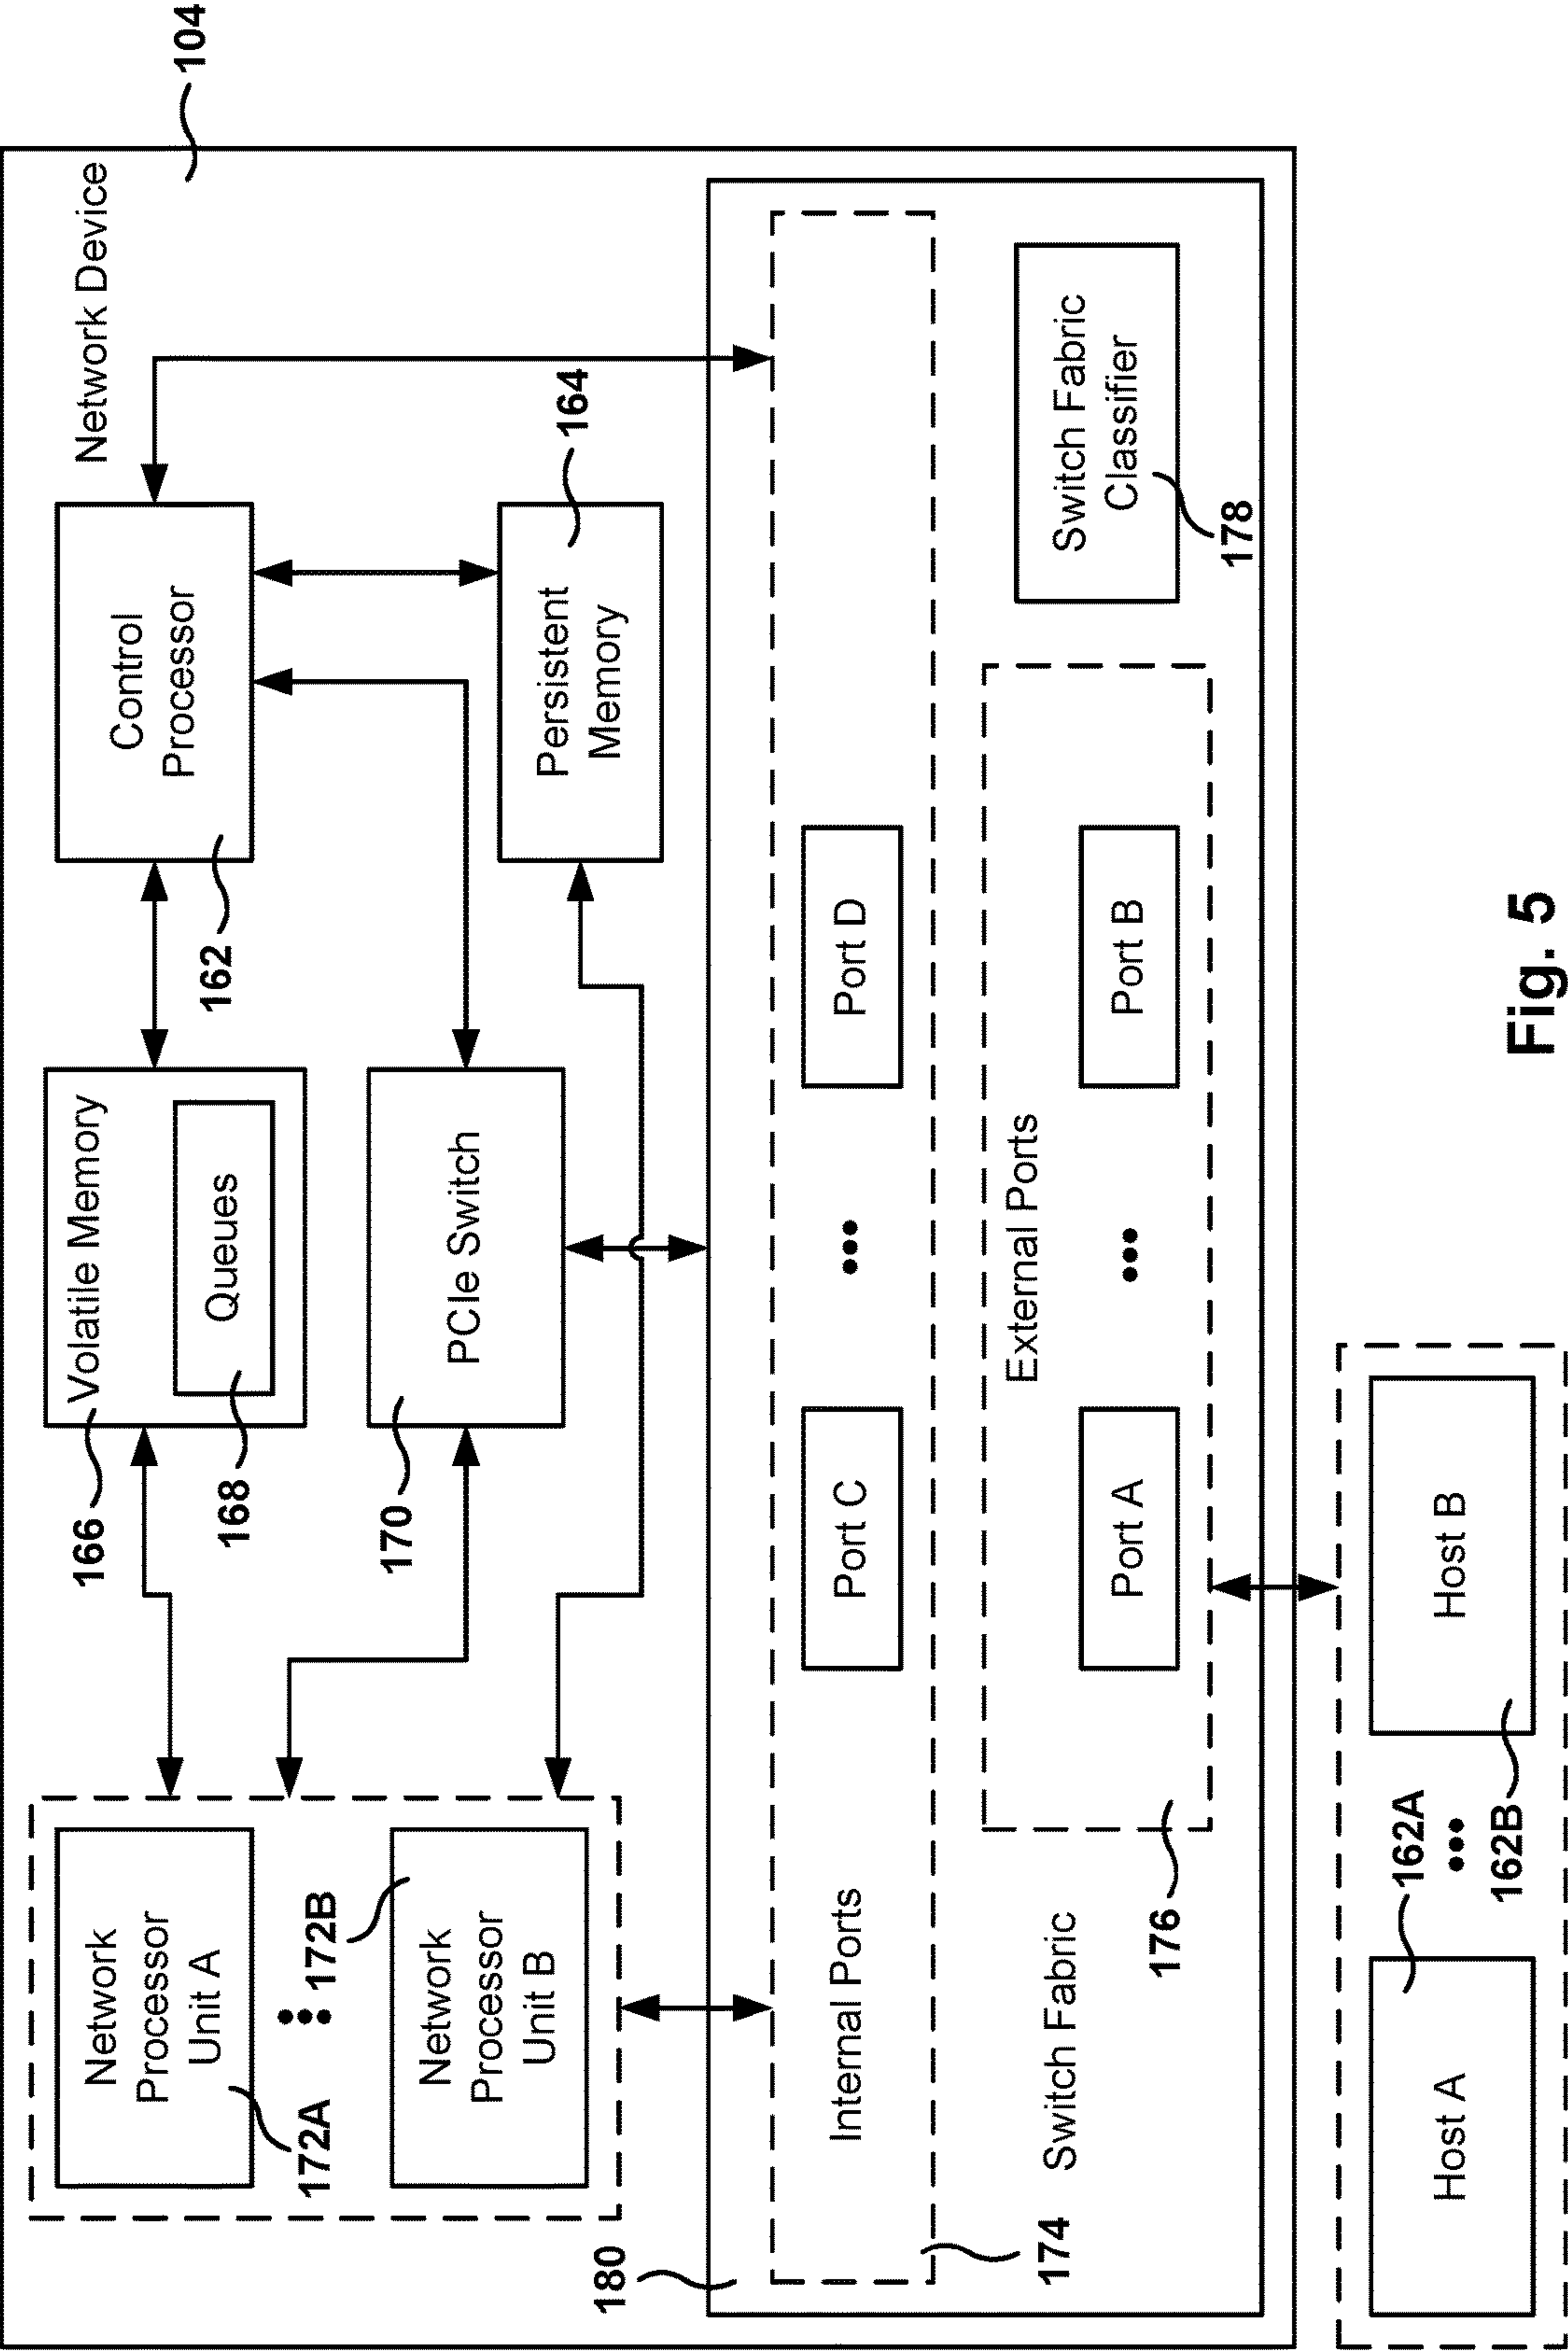 Network Device
104
Network
Processor
Unit A
172A
172B
Network
Processor
Unit B
166
Volatile Memory
Queues
168
162
Control
Processor
170
PCIe Switch
164
Persistent
Memory
180
Internal Ports
Port C
Port D
174
Switch Fabric
External Ports
Port A
Port B
176
Switch Fabric
Classifier
178
Host A
162A
Host B
162B
Fig. 5